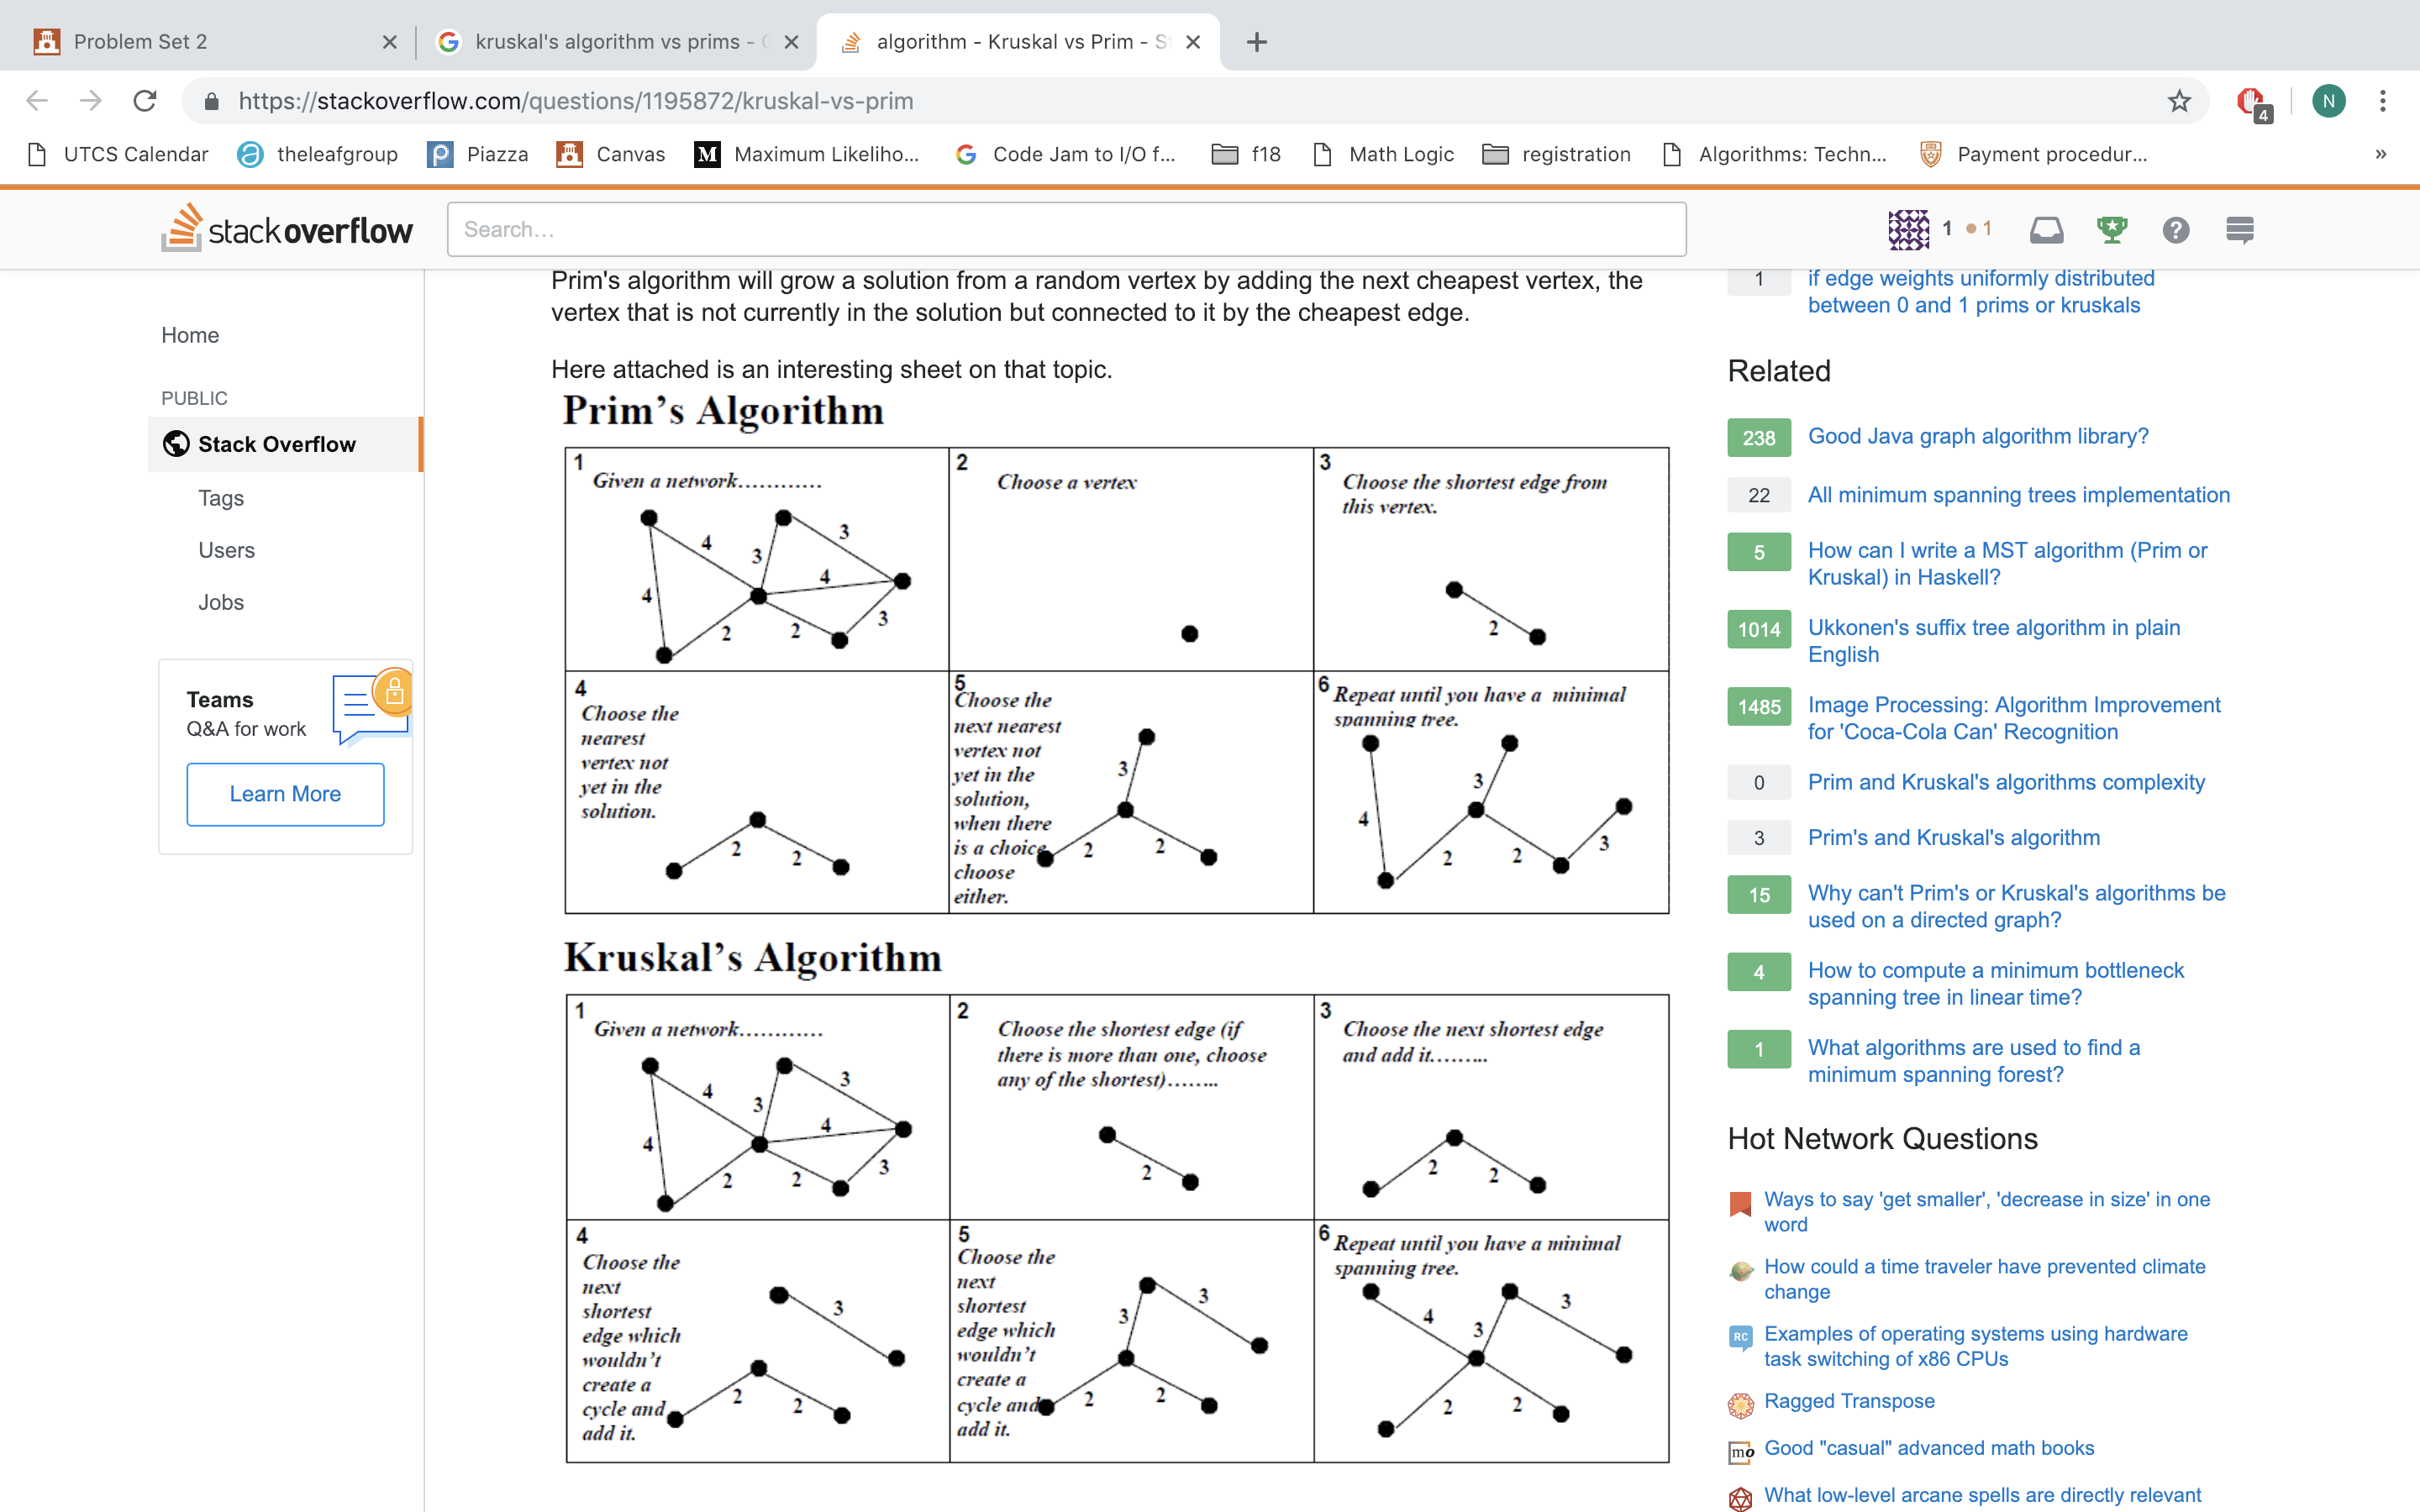 Problem Set 2
kruskal's algorithm vs prims -
algorithm - Kruskal vs Prim - S
https://stackoverflow.com/questions/1195872/kruskal-vs-prim
4
N
UTCS Calendar
theleafgroup
Piazza
Canvas
Maximum Likeliho...
Code Jam to I/O f...
f18
Math Logic
registration
Algorithms: Techn...
Payment procedur...
»
stackoverflow
Search...
1 ● 1
Home
PUBLIC
Stack Overflow
Tags
Users
Jobs
Teams
Q&A for work
Learn More
Prim's algorithm will grow a solution from a random vertex by adding the next cheapest vertex, the
vertex that is not currently in the solution but connected to it by the cheapest edge.
Here attached is an interesting sheet on that topic.
Prim's Algorithm
1
Given a network............
4
3
3
4
4
2
2
3
2
Choose a vertex
3
Choose the shortest edge from
this vertex.
2
4
Choose the
nearest
vertex not
yet in the
solution.
2
2
5
Choose the
next nearest
vertex not
yet in the
solution,
when there
is a choice
choose
either.
3
2
2
6
Repeat until you have a minimal
spanning tree.
3
4
2
2
3
Kruskal's Algorithm
1
Given a network............
4
3
3
4
4
2
2
3
2
Choose the shortest edge (if
there is more than one, choose
any of the shortest)........
2
3
Choose the next shortest edge
and add it.........
2
2
4
Choose the
next
shortest
edge which
wouldn't
create a
cycle and
add it.
3
2
2
5
Choose the
next
shortest
edge which
wouldn't
create a
cycle and
add it.
3
3
2
2
6
Repeat until you have a minimal
spanning tree.
4
3
3
2
2
1
if edge weights uniformly distributed
between 0 and 1 prims or kruskals
Related
238
Good Java graph algorithm library?
22
All minimum spanning trees implementation
5
How can I write a MST algorithm (Prim or
Kruskal) in Haskell?
1014
Ukkonen's suffix tree algorithm in plain
English
1485
Image Processing: Algorithm Improvement
for 'Coca-Cola Can' Recognition
0
Prim and Kruskal's algorithms complexity
3
Prim's and Kruskal's algorithm
15
Why can't Prim's or Kruskal's algorithms be
used on a directed graph?
4
How to compute a minimum bottleneck
spanning tree in linear time?
1
What algorithms are used to find a
minimum spanning forest?
Hot Network Questions
Ways to say 'get smaller', 'decrease in size' in one
word
How could a time traveler have prevented climate
change
RC
Examples of operating systems using hardware
task switching of x86 CPUs
Ragged Transpose
mo
Good "casual" advanced math books
What low-level arcane spells are directly relevant